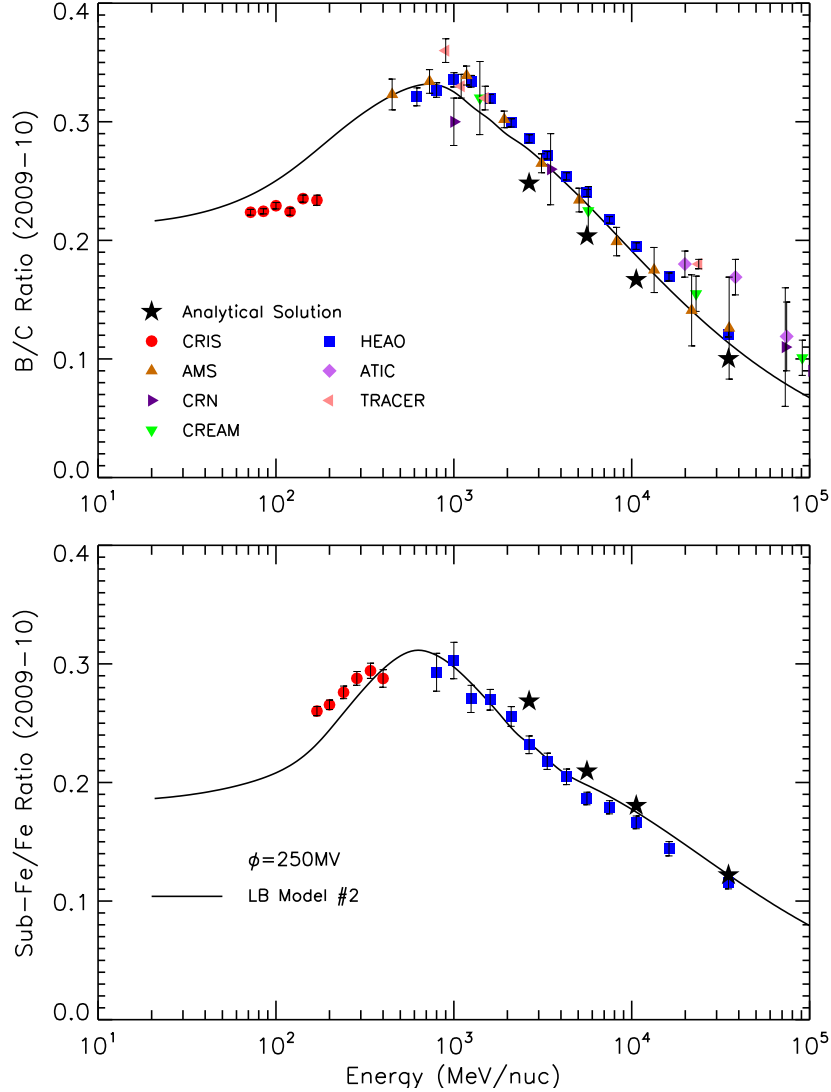 0.4
0.3
0.2
0.1
0.0
B/C Ratio (2009−10)
Analytical Solution
CRIS HEAO
AMS ATIC
CRN TRACER
CREAM
10¹ 10² 10³ 10⁴ 10⁵
0.4
0.3
0.2
0.1
0.0
Sub−Fe/Fe Ratio (2009−10)
ϕ=250MV
LB Model #2
10¹ 10² 10³ 10⁴ 10⁵
Energy (MeV/nuc)